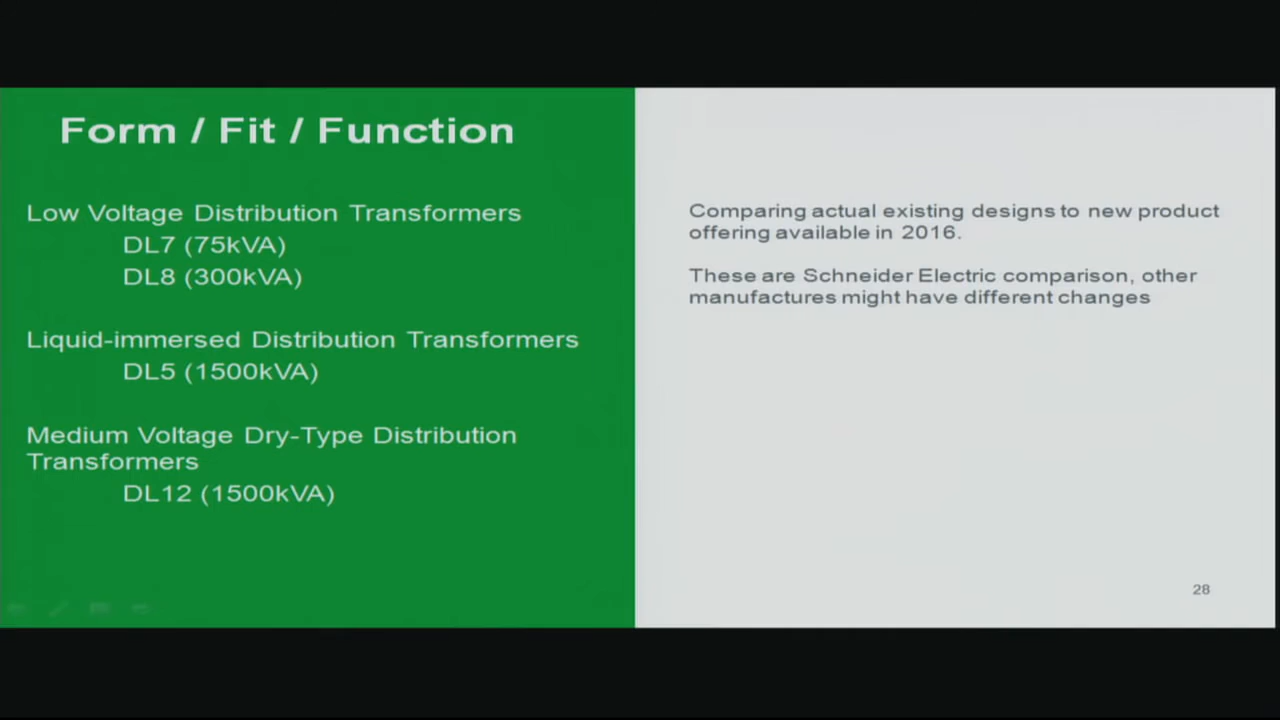 Form / Fit / Function
Low Voltage Distribution Transformers
DL7 (75kVA)
DL8 (300kVA)
Liquid-immersed Distribution Transformers
DL5 (1500kVA)
Medium Voltage Dry-Type Distribution
Transformers
DL12 (1500kVA)
Comparing actual existing designs to new product
offering available in 2016.
These are Schneider Electric comparison, other
manufactures might have different changes
28